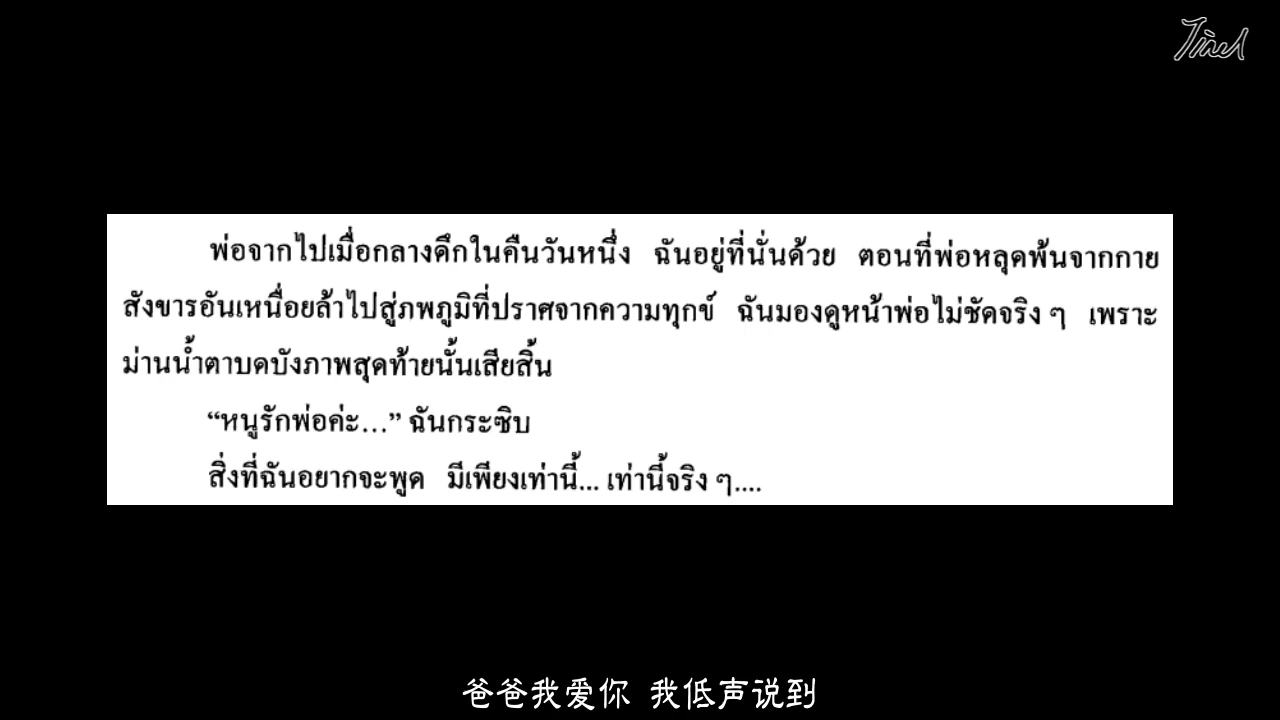 Tinel
พ่อจากไปเมื่อกลางดึกในคืนวันหนึ่ง ฉันอยู่ที่นั่นด้วย ตอนที่พ่อหลุดพ้นจากกาย
สังขารอันเหนื่อยล้าไปสู่ภพภูมิที่ปราศจากความทุกข์ ฉันมองดูหน้าพ่อไม่ชัดจริง ๆ เพราะ
ม่านน้ำตาบดบังภาพสุดท้ายนั้นเสียสิ้น
“หนูรักพ่อค่ะ...” ฉันกระซิบ
สิ่งที่ฉันอยากจะพูด มีเพียงเท่านี้... เท่านี้จริง ๆ....
爸爸我爱你 我低声说到